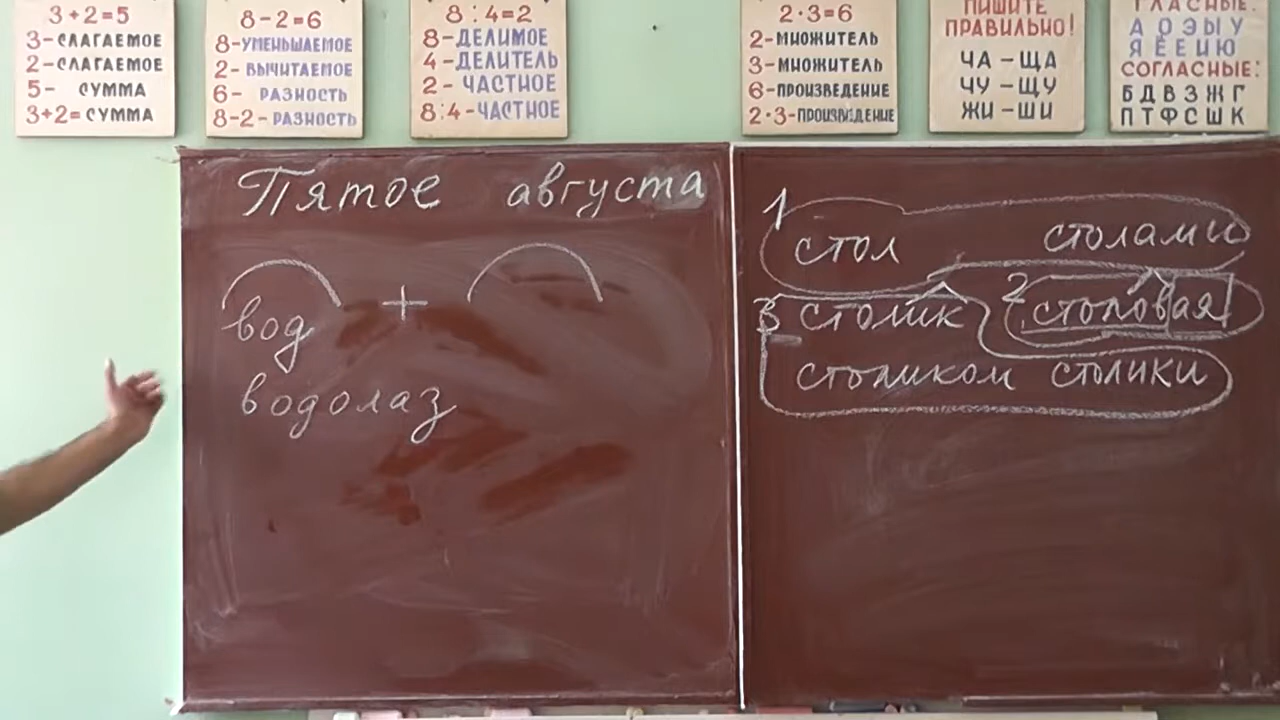 3+2=5
3-СЛАГАЕМОЕ
2-СЛАГАЕМОЕ
5- СУММА
3+2=СУММА
8-2=6
8-УМЕНЬШАЕМОЕ
2-ВЫЧИТАЕМОЕ
6- РАЗНОСТЬ
8-2-РАЗНОСТЬ
8:4=2
8-ДЕЛИМОЕ
4-ДЕЛИТЕЛЬ
2-ЧАСТНОЕ
8:4-ЧАСТНОЕ
2·3=6
2-МНОЖИТЕЛЬ
3-МНОЖИТЕЛЬ
6-ПРОИЗВЕДЕНИЕ
2·3-ПРОИЗВЕДЕНИЕ
ПИШИТЕ
ПРАВИЛЬНО!
ЧА-ЩА
ЧУ-ЩУ
ЖИ-ШИ
ГЛАСНЫЕ:
А О Э Ы У
Я Ё Е И Ю
СОГЛАСНЫЕ:
Б Д В З Ж Г
П Т Ф С Ш К
Пятое августа
вод +
водолаз
1
стол столами
3 столик 2 столовая
столиком столики